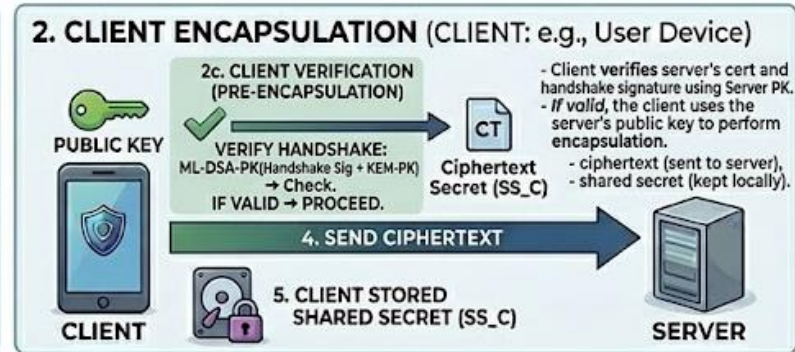 2. CLIENT ENCAPSULATION (CLIENT: e.g., User Device)
PUBLIC KEY
2c. CLIENT VERIFICATION
(PRE-ENCAPSULATION)
VERIFY HANDSHAKE:
ML-DSA-PK(Handshake Sig + KEM-PK)
→ Check.
IF VALID → PROCEED.
CT
Ciphertext
Secret (SS_C)
- Client verifies server's cert and
handshake signature using Server PK.
- If valid, the client uses the
server's public key to perform
encapsulation.
- ciphertext (sent to server),
- shared secret (kept locally).
4. SEND CIPHERTEXT
5. CLIENT STORED
SHARED SECRET (SS_C)
CLIENT
SERVER